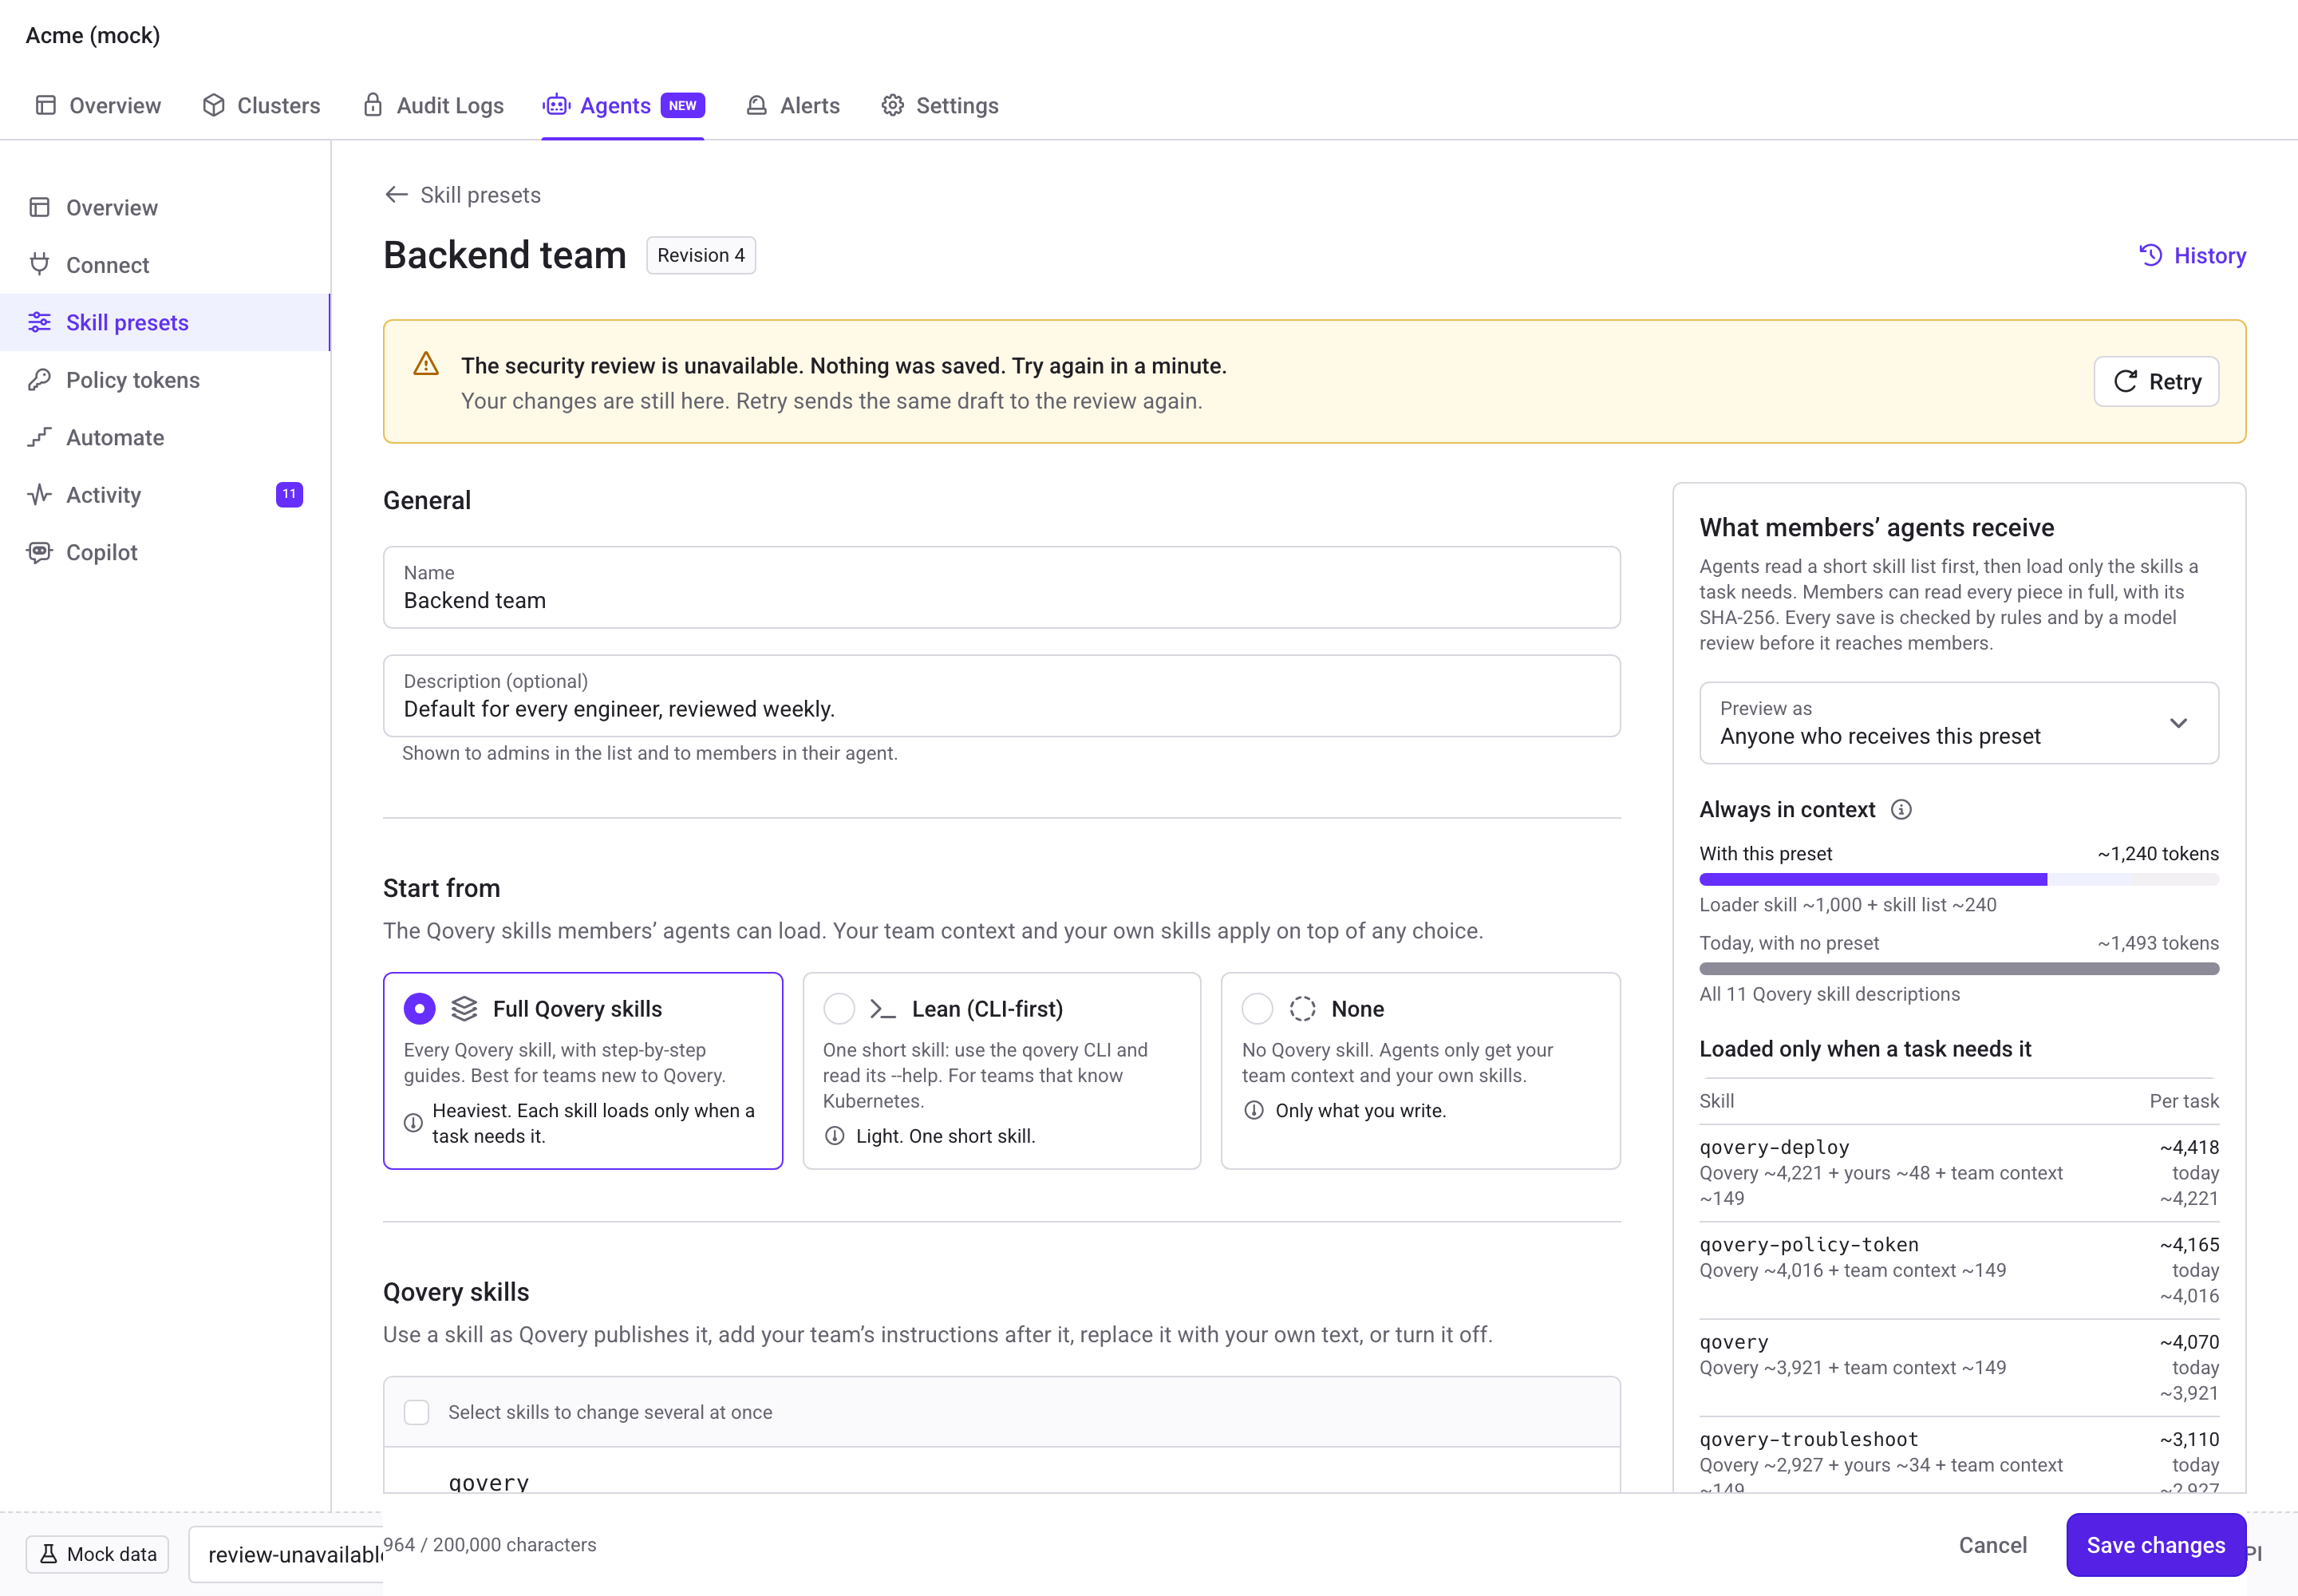 Acme (mock)
Overview
Clusters
Audit Logs
Agents NEW
Alerts
Settings
Overview
Connect
Skill presets
Policy tokens
Automate
Activity 11
Copilot
Skill presets
Backend team Revision 4
History
The security review is unavailable. Nothing was saved. Try again in a minute.
Your changes are still here. Retry sends the same draft to the review again.
Retry
General
Name
Backend team
Description (optional)
Default for every engineer, reviewed weekly.
Shown to admins in the list and to members in their agent.
Start from
The Qovery skills members’ agents can load. Your team context and your own skills apply on top of any choice.
Full Qovery skills
Every Qovery skill, with step-by-step
guides. Best for teams new to Qovery.
Heaviest. Each skill loads only when a
task needs it.
Lean (CLI-first)
One short skill: use the qovery CLI and
read its --help. For teams that know
Kubernetes.
Light. One short skill.
None
No Qovery skill. Agents only get your
team context and your own skills.
Only what you write.
Qovery skills
Use a skill as Qovery publishes it, add your team’s instructions after it, replace it with your own text, or turn it off.
Select skills to change several at once
qovery
What members’ agents receive
Agents read a short skill list first, then load only the skills a
task needs. Members can read every piece in full, with its
SHA-256. Every save is checked by rules and by a model
review before it reaches members.
Preview as
Anyone who receives this preset
Always in context
With this preset ~1,240 tokens
Loader skill ~1,000 + skill list ~240
Today, with no preset ~1,493 tokens
All 11 Qovery skill descriptions
Loaded only when a task needs it
Skill Per task
qovery-deploy ~4,418
Qovery ~4,221 + yours ~48 + team context today
~149 ~4,221
qovery-policy-token ~4,165
Qovery ~4,016 + team context ~149 today
~4,016
qovery ~4,070
Qovery ~3,921 + team context ~149 today
~3,921
qovery-troubleshoot ~3,110
Qovery ~2,927 + yours ~34 + team context today
~149 ~2,927
Mock data
review-unavailable
964 / 200,000 characters
Cancel
Save changes
PI